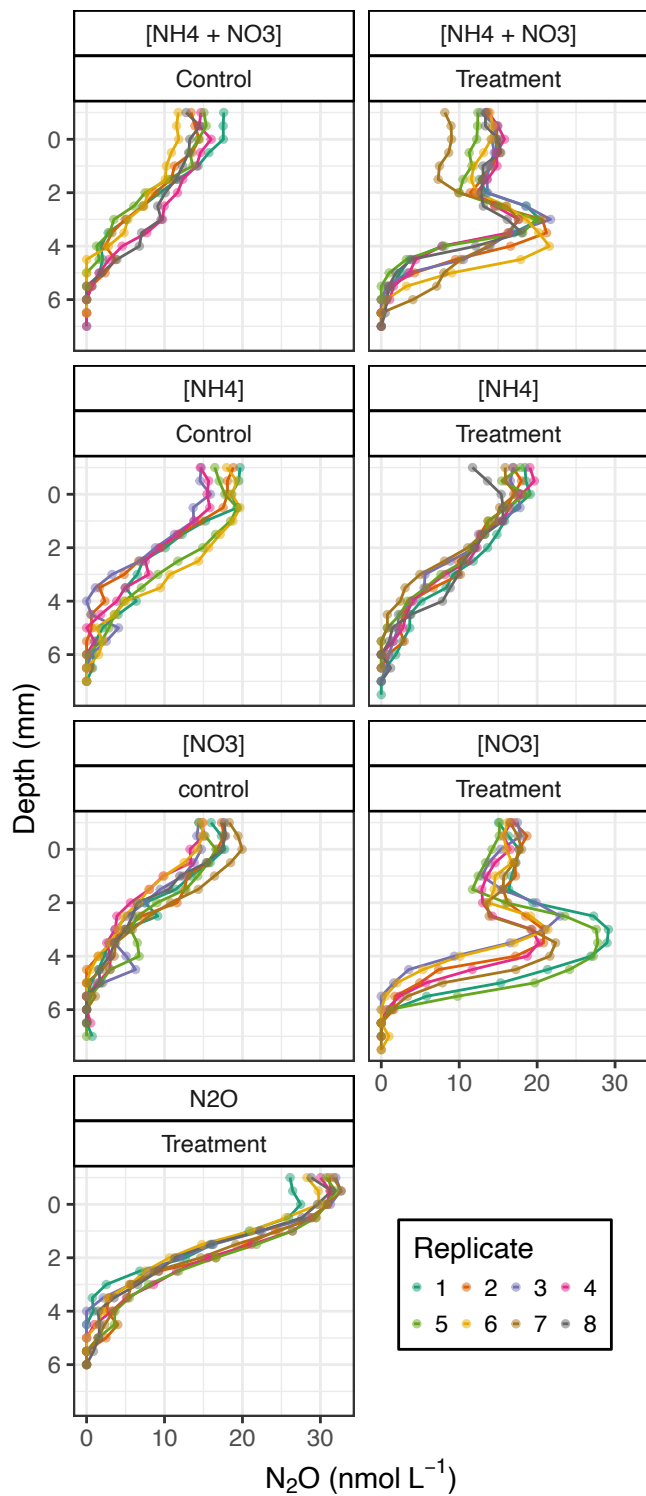 [NH4 + NO3] [NH4 + NO3]
Control Treatment
0
2
4
6
[NH4] [NH4]
Control Treatment
0
2
4
6
[NO3] [NO3]
control Treatment
0
2
4
6
0 10 20 30
N2O
Treatment
0
2
4
6
0 10 20 30
Depth (mm)
N₂O (nmol L⁻¹)
Replicate
1 2 3 4
5 6 7 8